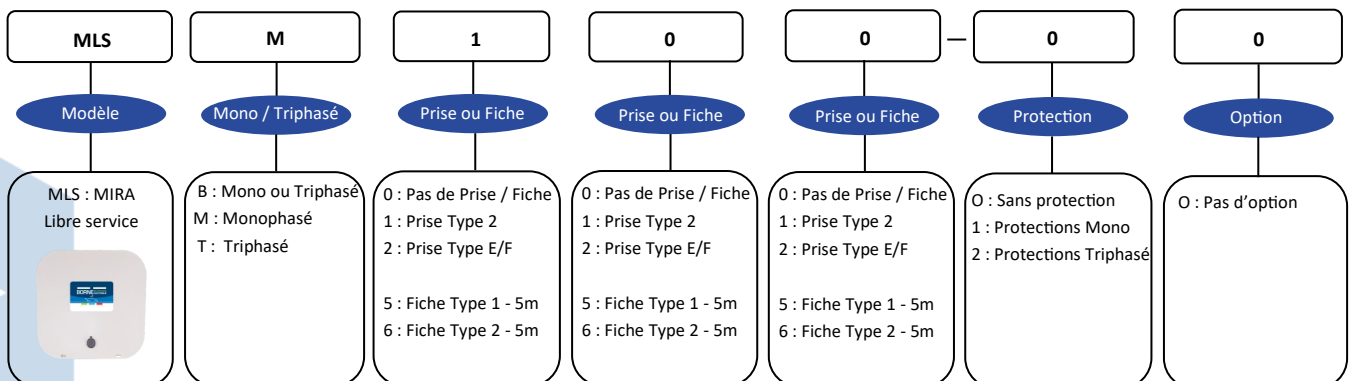 MLS M 1 0 0 — 0 0
Modèle Mono / Triphasé Prise ou Fiche Prise ou Fiche Prise ou Fiche Protection Option
MLS : MIRA
Libre service
B : Mono ou Triphasé
M : Monophasé
T : Triphasé
0 : Pas de Prise / Fiche
1 : Prise Type 2
2 : Prise Type E/F
5 : Fiche Type 1 - 5m
6 : Fiche Type 2 - 5m
0 : Pas de Prise / Fiche
1 : Prise Type 2
2 : Prise Type E/F
5 : Fiche Type 1 - 5m
6 : Fiche Type 2 - 5m
0 : Pas de Prise / Fiche
1 : Prise Type 2
2 : Prise Type E/F
5 : Fiche Type 1 - 5m
6 : Fiche Type 2 - 5m
O : Sans protection
1 : Protections Mono
2 : Protections Triphasé
O : Pas d’option